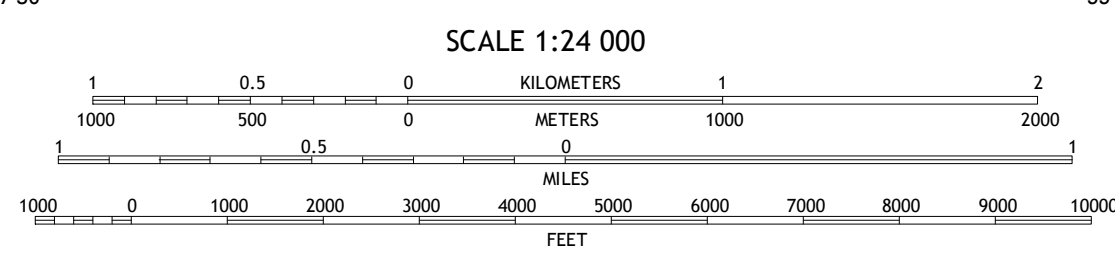 SCALE 1:24 000
1 0.5 0 KILOMETERS 1 2
1000 500 0 METERS 1000 2000
1 0.5 0 1
MILES
1000 0 1000 2000 3000 4000 5000 6000 7000 8000 9000 10000
FEET